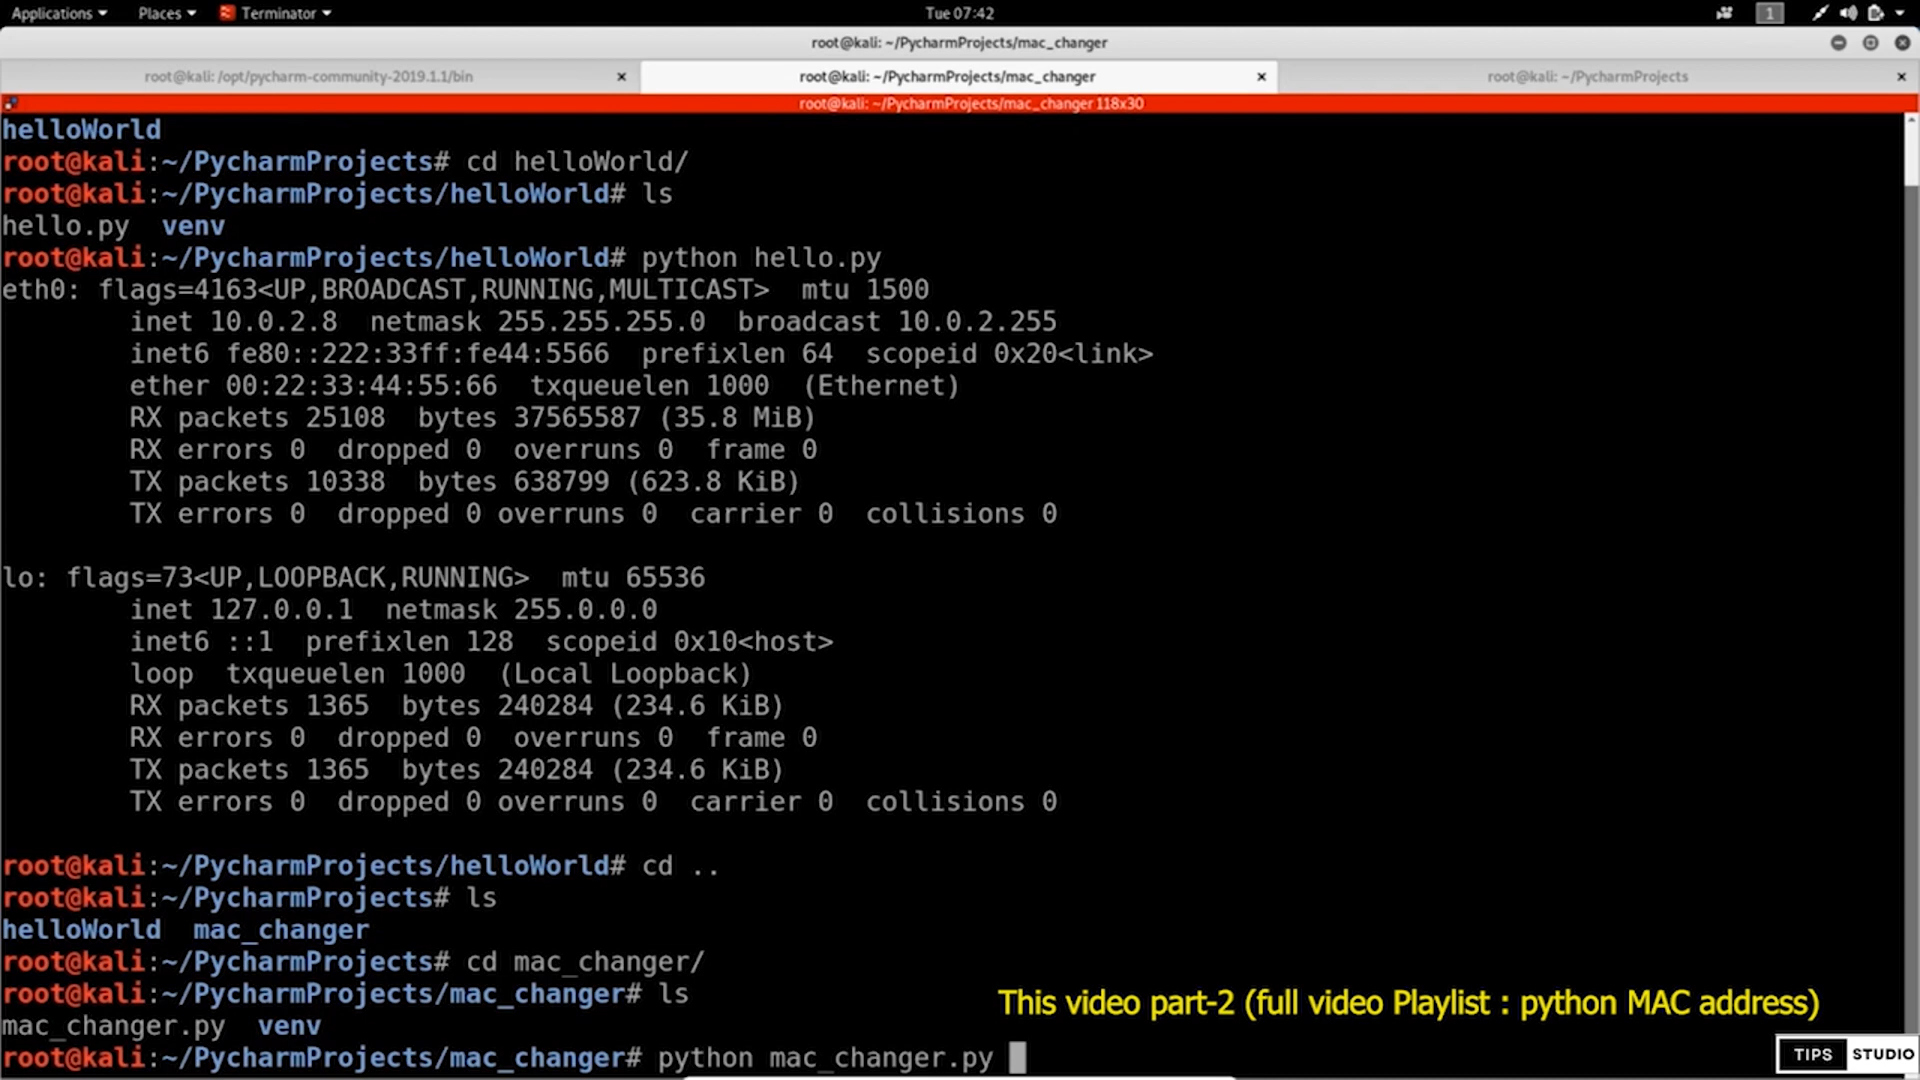 Applications Places Terminator Tue 07:42 1
root@kali: ~/PycharmProjects/mac_changer
root@kali: /opt/pycharm-community-2019.1.1/bin root@kali: ~/PycharmProjects/mac_changer root@kali: ~/PycharmProjects
root@kali: ~/PycharmProjects/mac_changer 118x30
helloWorld
root@kali:~/PycharmProjects# cd helloWorld/
root@kali:~/PycharmProjects/helloWorld# ls
hello.py  venv
root@kali:~/PycharmProjects/helloWorld# python hello.py
eth0: flags=4163<UP,BROADCAST,RUNNING,MULTICAST>  mtu 1500
        inet 10.0.2.8  netmask 255.255.255.0  broadcast 10.0.2.255
        inet6 fe80::222:33ff:fe44:5566  prefixlen 64  scopeid 0x20<link>
        ether 00:22:33:44:55:66  txqueuelen 1000  (Ethernet)
        RX packets 25108  bytes 37565587 (35.8 MiB)
        RX errors 0  dropped 0  overruns 0  frame 0
        TX packets 10338  bytes 638799 (623.8 KiB)
        TX errors 0  dropped 0 overruns 0  carrier 0  collisions 0
lo: flags=73<UP,LOOPBACK,RUNNING>  mtu 65536
        inet 127.0.0.1  netmask 255.0.0.0
        inet6 ::1  prefixlen 128  scopeid 0x10<host>
        loop  txqueuelen 1000  (Local Loopback)
        RX packets 1365  bytes 240284 (234.6 KiB)
        RX errors 0  dropped 0  overruns 0  frame 0
        TX packets 1365  bytes 240284 (234.6 KiB)
        TX errors 0  dropped 0 overruns 0  carrier 0  collisions 0
root@kali:~/PycharmProjects/helloWorld# cd ..
root@kali:~/PycharmProjects# ls
helloWorld  mac_changer
root@kali:~/PycharmProjects# cd mac_changer/
root@kali:~/PycharmProjects/mac_changer# ls
This video part-2 (full video Playlist : python MAC address)
mac_changer.py  venv
root@kali:~/PycharmProjects/mac_changer# python mac_changer.py
TIPS STUDIO